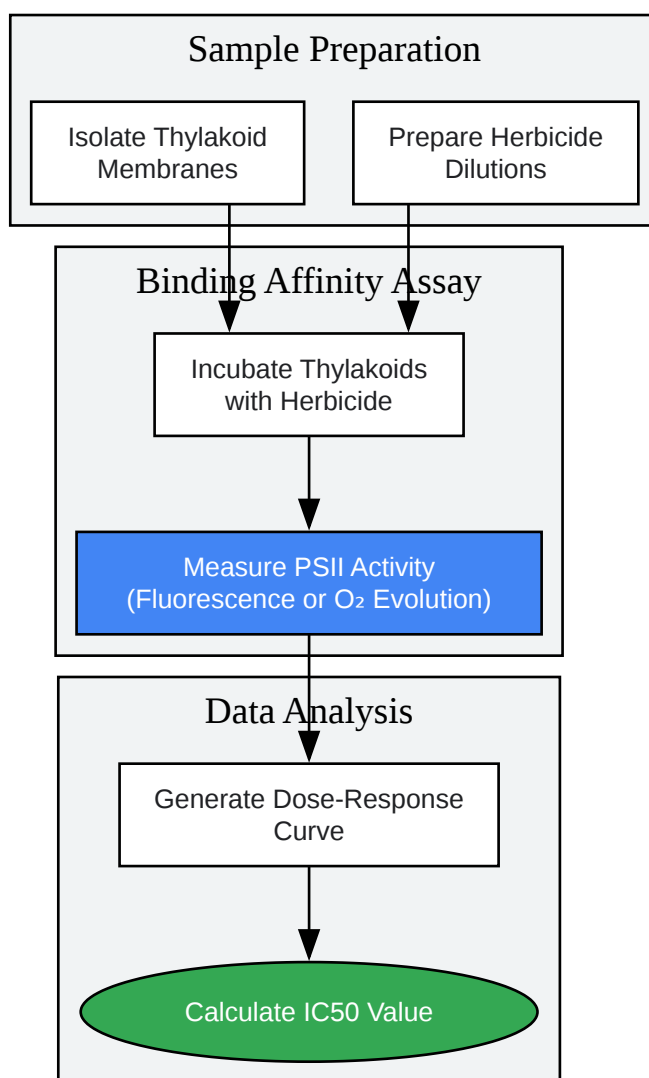 Sample Preparation
Isolate Thylakoid
Membranes
Prepare Herbicide
Dilutions
Binding Affinity Assay
Incubate Thylakoids
with Herbicide
Measure PSII Activity
(Fluorescence or O₂ Evolution)
Data Analysis
Generate Dose-Response
Curve
Calculate IC50 Value